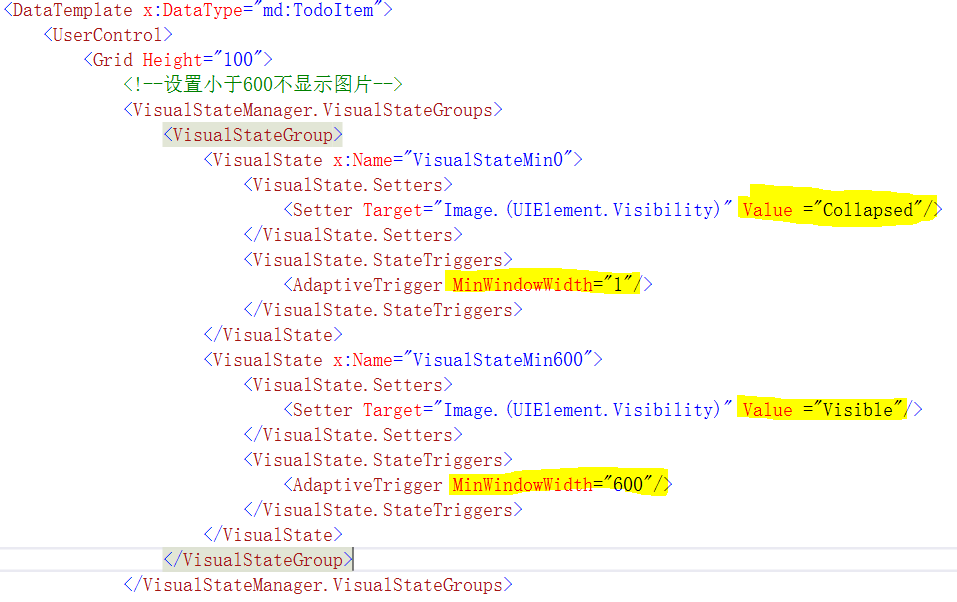 <DataTemplate x:DataType="md:TodoItem">
<UserControl>
<Grid Height="100">
<!--设置小于600不显示图片-->
<VisualStateManager.VisualStateGroups>
<VisualStateGroup>
<VisualState x:Name="VisualStateMin0">
<VisualState.Setters>
<Setter Target="Image.(UIElement.Visibility)" Value ="Collapsed"/>
</VisualState.Setters>
<VisualState.StateTriggers>
<AdaptiveTrigger MinWindowWidth="1"/>
</VisualState.StateTriggers>
</VisualState>
<VisualState x:Name="VisualStateMin600">
<VisualState.Setters>
<Setter Target="Image.(UIElement.Visibility)" Value ="Visible"/>
</VisualState.Setters>
<VisualState.StateTriggers>
<AdaptiveTrigger MinWindowWidth="600"/>
</VisualState.StateTriggers>
</VisualState>
</VisualStateGroup>
</VisualStateManager.VisualStateGroups>